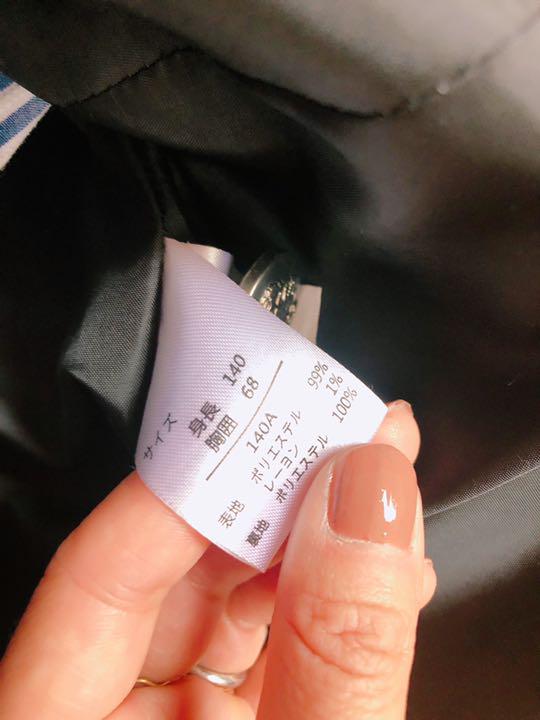 サイズ
身長 140
胸囲 68
140A
表地 ポリエステル 99%
レーヨン 1%
裏地 ポリエステル 100%